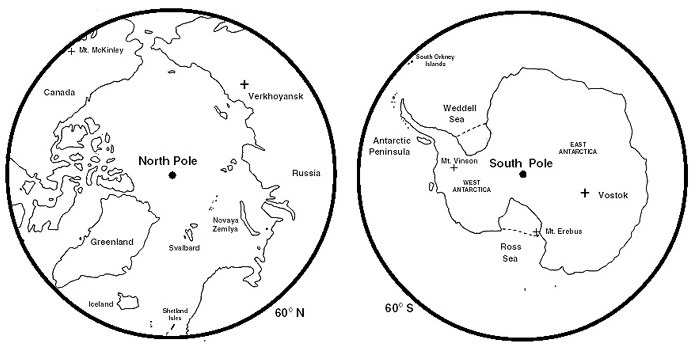 Mt. McKinley
Canada
Verkhoyansk
North Pole
Russia
Greenland
Novaya
Zemlya
Svalbard
Iceland
Shetland
Isles
60° N
South Orkney
Islands
Weddell
Sea
Antarctic
Peninsula
EAST
ANTARCTICA
Mt. Vinson
South Pole
WEST
ANTARCTICA
Vostok
Mt. Erebus
Ross
Sea
60° S